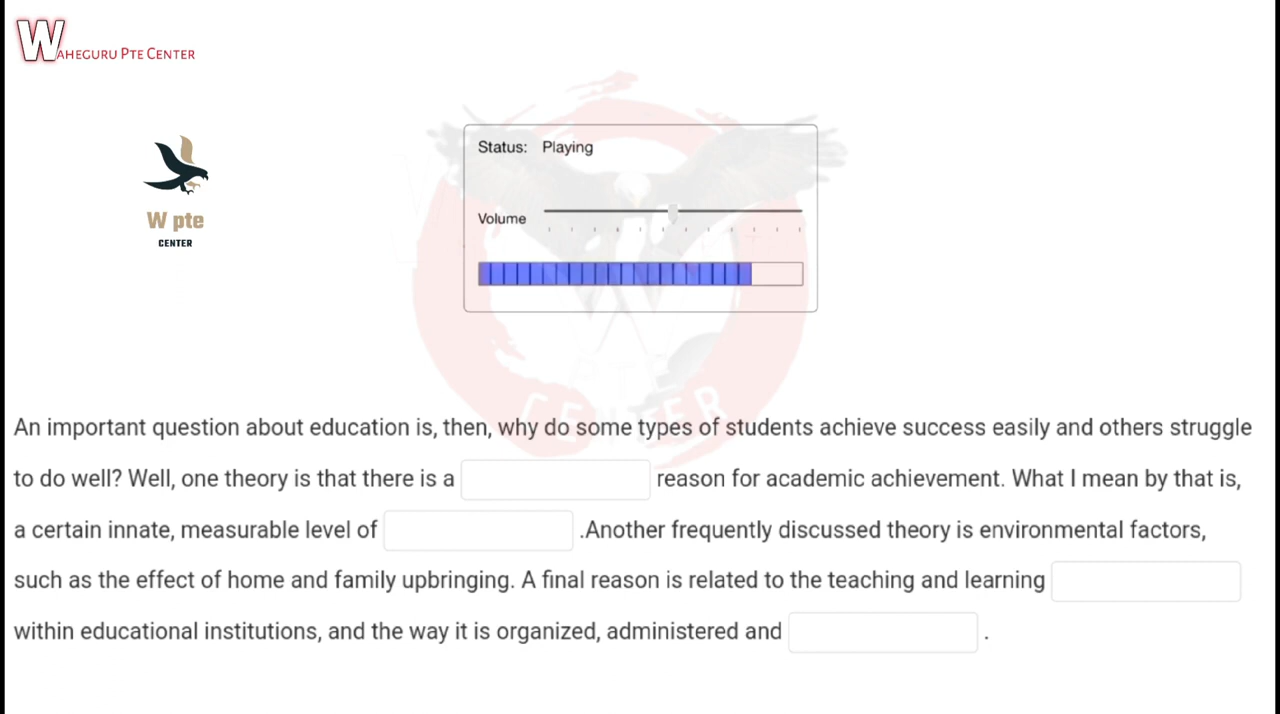 WAHEGURU PTE CENTER
W pte
CENTER
Status: Playing
Volume
CENTER
An important question about education is, then, why do some types of students achieve success easily and others struggle
to do well? Well, one theory is that there is a reason for academic achievement. What I mean by that is,
a certain innate, measurable level of .Another frequently discussed theory is environmental factors,
such as the effect of home and family upbringing. A final reason is related to the teaching and learning
within educational institutions, and the way it is organized, administered and .